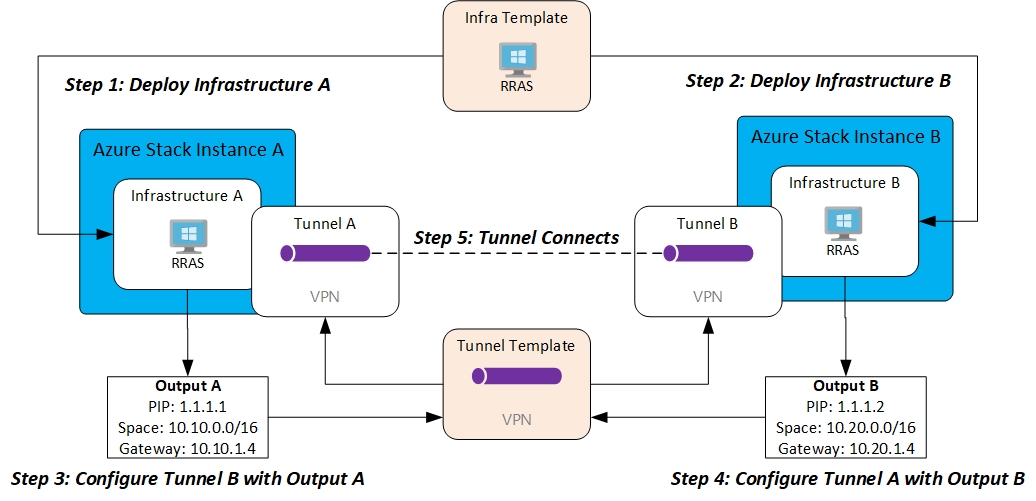 Infra Template
RRAS
Step 1: Deploy Infrastructure A
Step 2: Deploy Infrastructure B
Azure Stack Instance A
Azure Stack Instance B
Infrastructure A
RRAS
Infrastructure B
RRAS
Tunnel A
VPN
Step 5: Tunnel Connects
Tunnel B
VPN
Tunnel Template
VPN
Output A
PIP: 1.1.1.1
Space: 10.10.0.0/16
Gateway: 10.10.1.4
Output B
PIP: 1.1.1.2
Space: 10.20.0.0/16
Gateway: 10.20.1.4
Step 3: Configure Tunnel B with Output A
Step 4: Configure Tunnel A with Output B